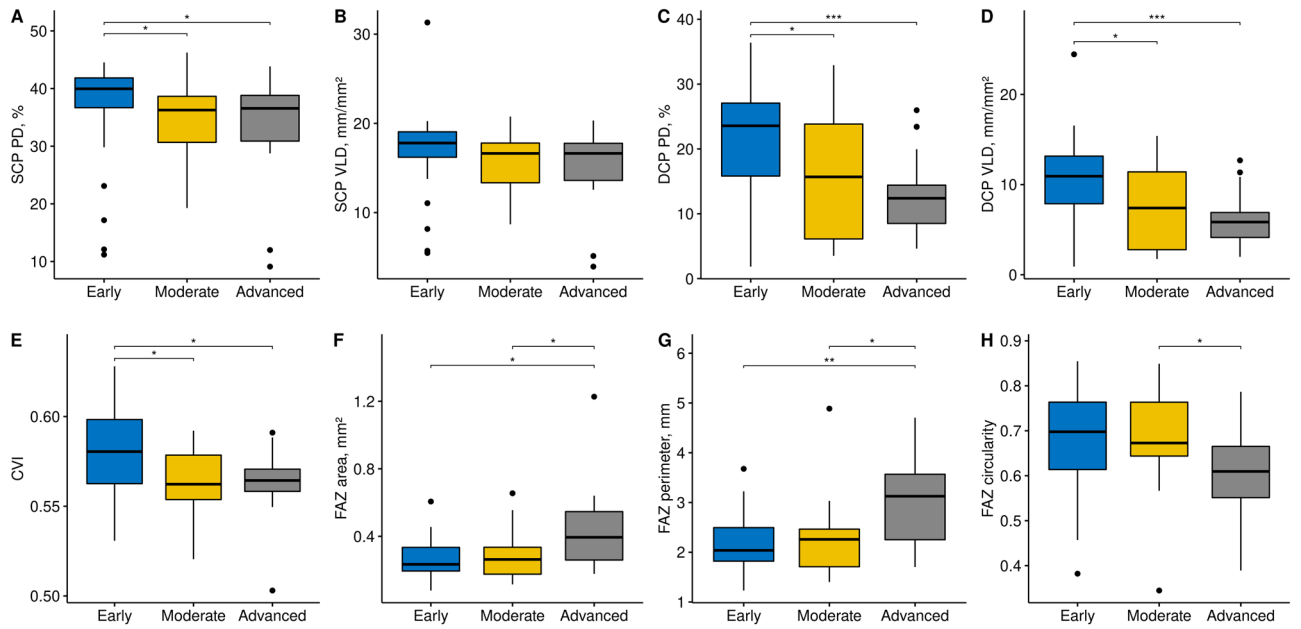 A
SCP PD, %
50
40
30
20
10
*
*
Early Moderate Advanced
B
SCP VLD, mm/mm²
30
20
10
Early Moderate Advanced
C
DCP PD, %
40
30
20
10
0
***
*
Early Moderate Advanced
D
DCP VLD, mm/mm²
20
10
0
***
*
Early Moderate Advanced
E
CVI
0.60
0.55
0.50
*
*
Early Moderate Advanced
F
FAZ area, mm²
1.2
0.8
0.4
*
*
Early Moderate Advanced
G
FAZ perimeter, mm
6
5
4
3
2
1
*
**
Early Moderate Advanced
H
FAZ circularity
0.9
0.8
0.7
0.6
0.5
0.4
*
Early Moderate Advanced